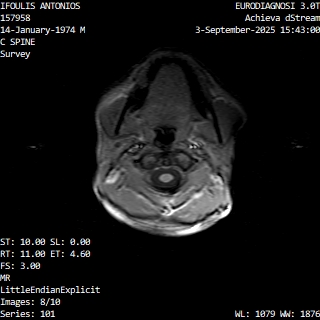 IFOULIS ANTONIOS
157958
14-January-1974 M
C SPINE
Survey
EURODIAGNOSI 3.0T
Achieva dStream
3-September-2025 15:43:00
ST: 10.00 SL: 0.00
RT: 11.00 ET: 4.60
FS: 3.00
MR
LittleEndianExplicit
Images: 8/10
Series: 101
WL: 1079 WW: 1876